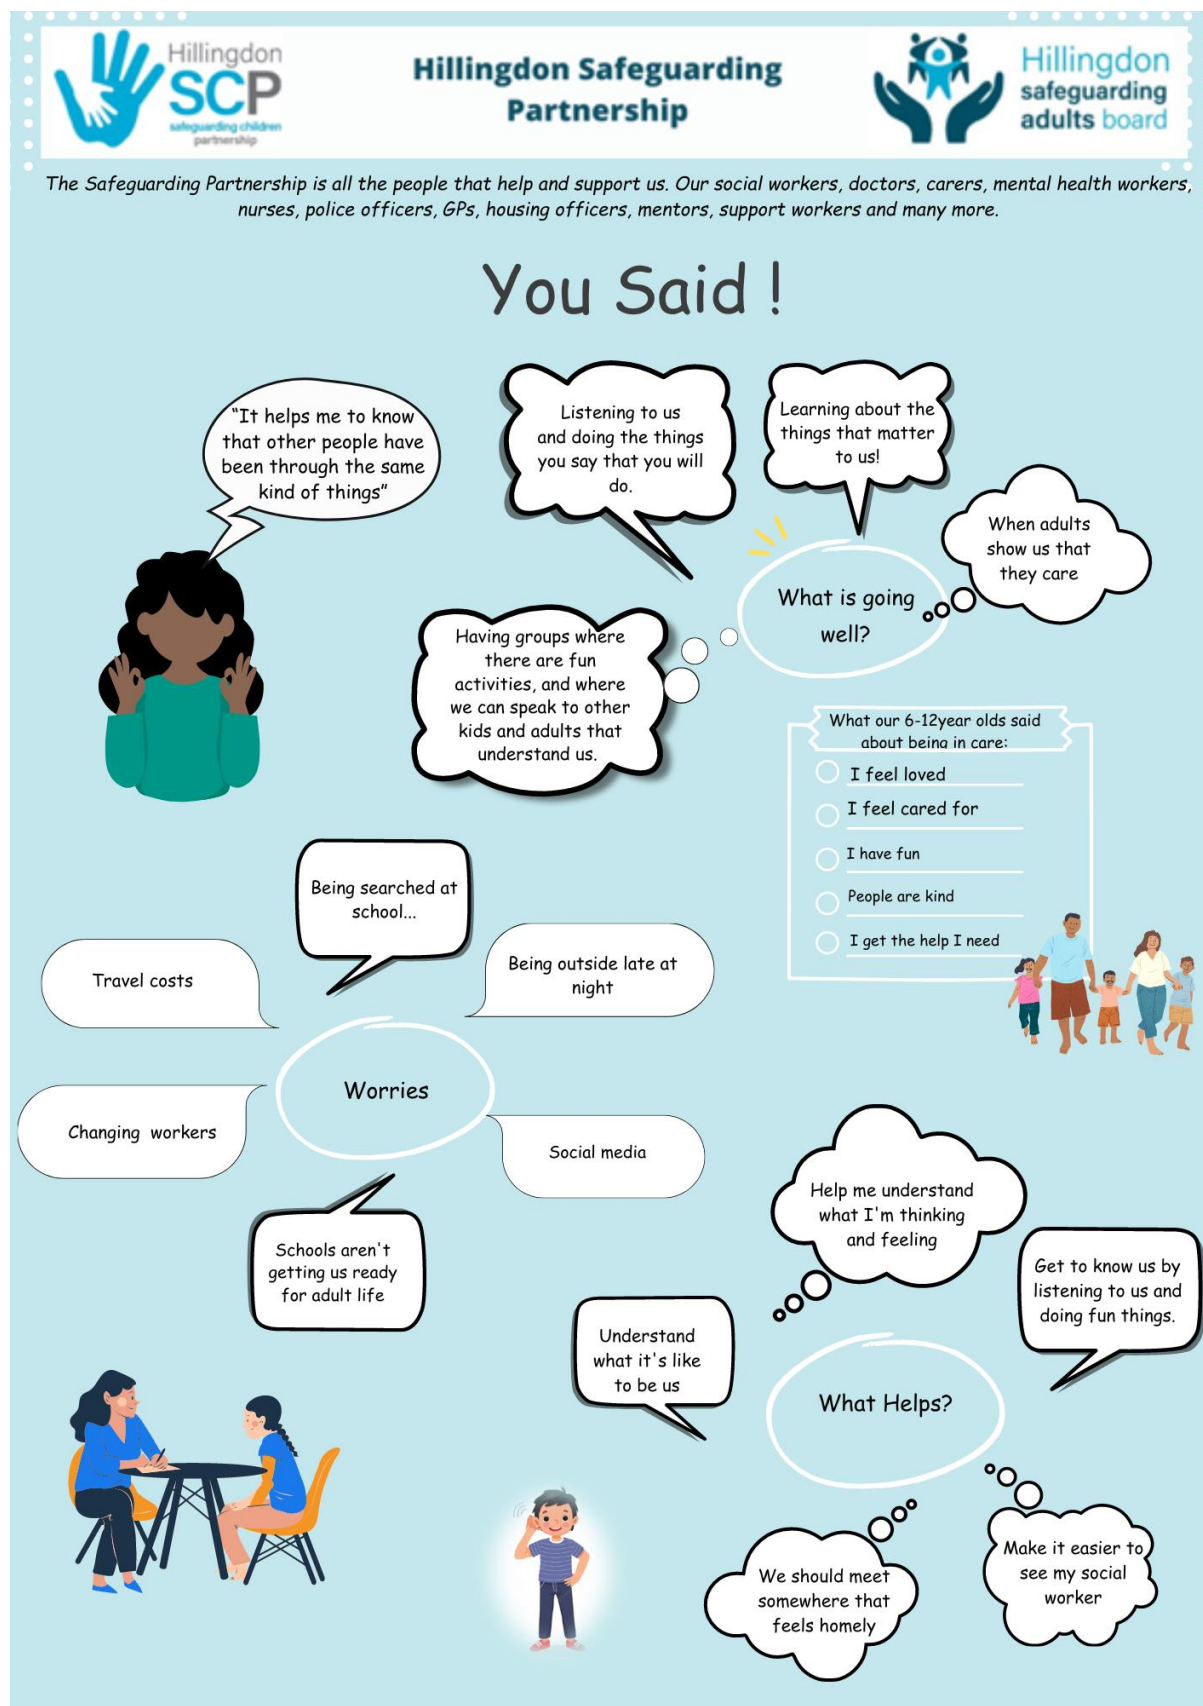 Hillingdon
SCP
safeguarding children
partnership
Hillingdon Safeguarding
Partnership
Hillingdon
safeguarding
adults board
The Safeguarding Partnership is all the people that help and support us. Our social workers, doctors, carers, mental health workers,
nurses, police officers, GPs, housing officers, mentors, support workers and many more.
You Said !
"It helps me to know
that other people have
been through the same
kind of things"
Listening to us
and doing the things
you say that you will
do.
Learning about the
things that matter
to us!
When adults
show us that
they care
What is going
well?
Having groups where
there are fun
activities, and where
we can speak to other
kids and adults that
understand us.
What our 6-12year olds said
about being in care:
I feel loved
I feel cared for
I have fun
People are kind
I get the help I need
Being searched at
school...
Travel costs
Being outside late at
night
Worries
Changing workers
Social media
Schools aren't
getting us ready
for adult life
Help me understand
what I'm thinking
and feeling
Get to know us by
listening to us and
doing fun things.
Understand
what it's like
to be us
What Helps?
We should meet
somewhere that
feels homely
Make it easier to
see my social
worker